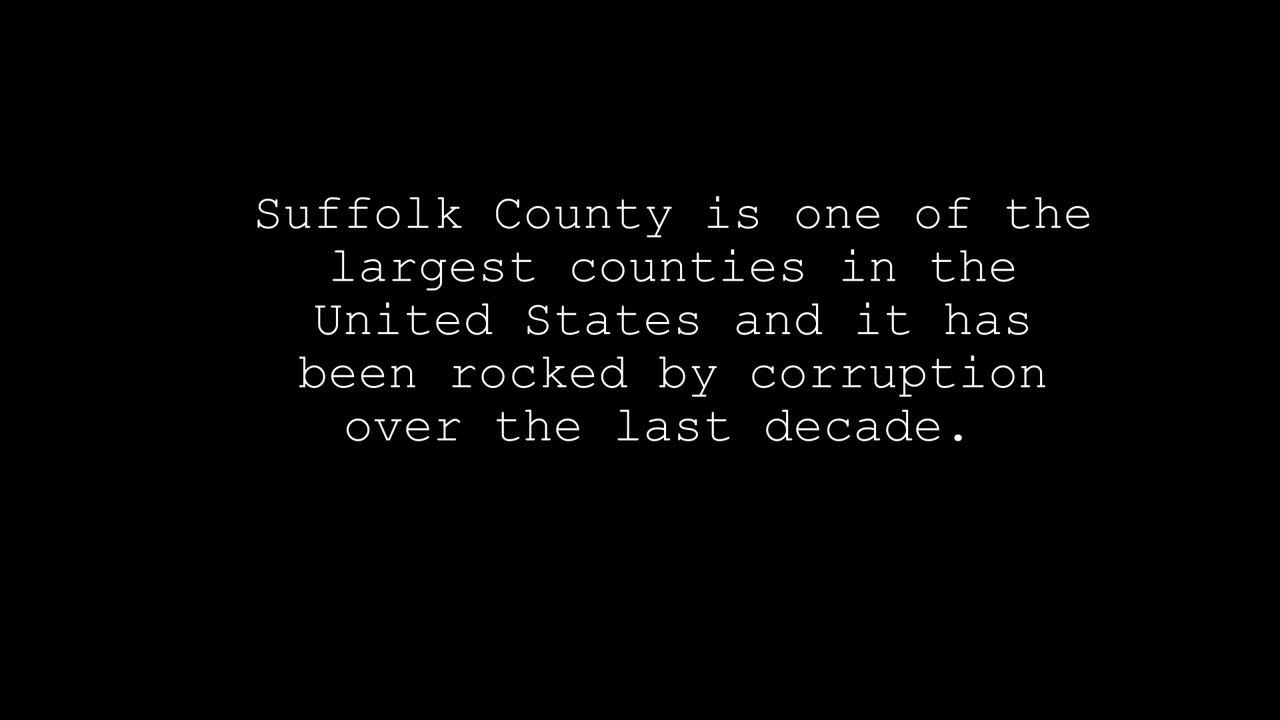 Suffolk County is one of the
largest counties in the
United States and it has
been rocked by corruption
over the last decade.